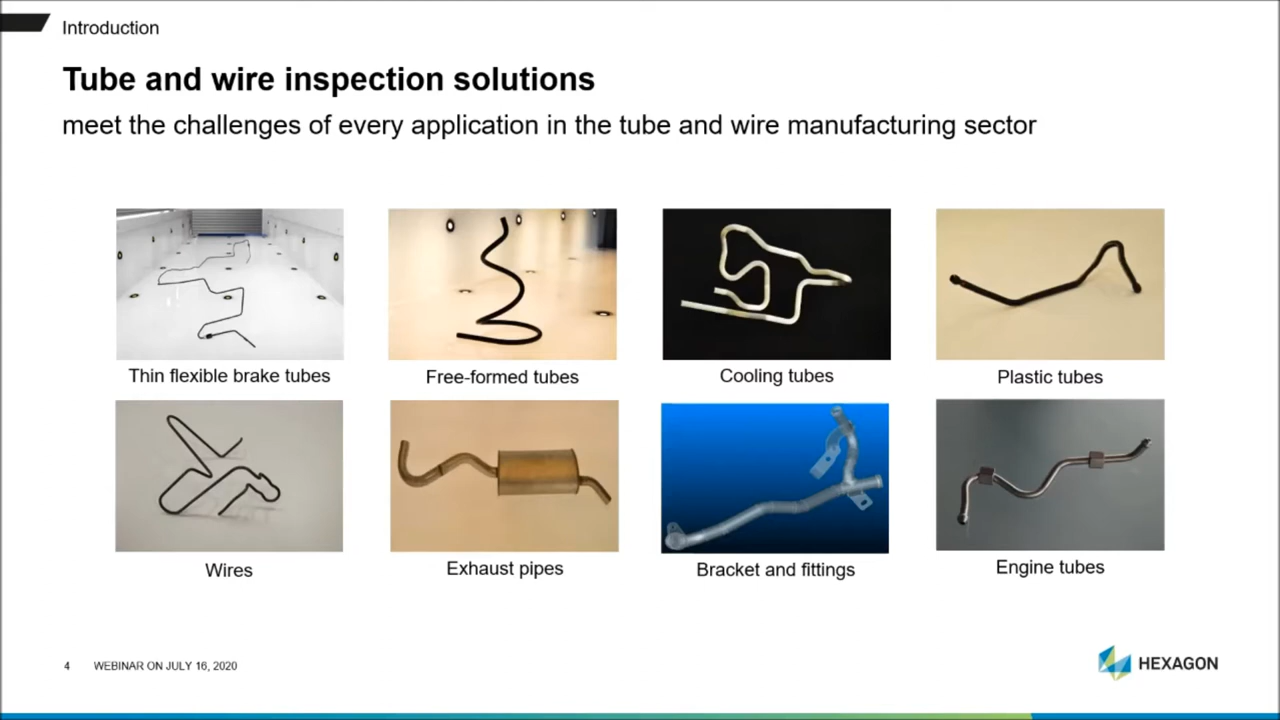 Introduction
Tube and wire inspection solutions
meet the challenges of every application in the tube and wire manufacturing sector
Thin flexible brake tubes
Free-formed tubes
Cooling tubes
Plastic tubes
Wires
Exhaust pipes
Bracket and fittings
Engine tubes
4 WEBINAR ON JULY 16, 2020
HEXAGON